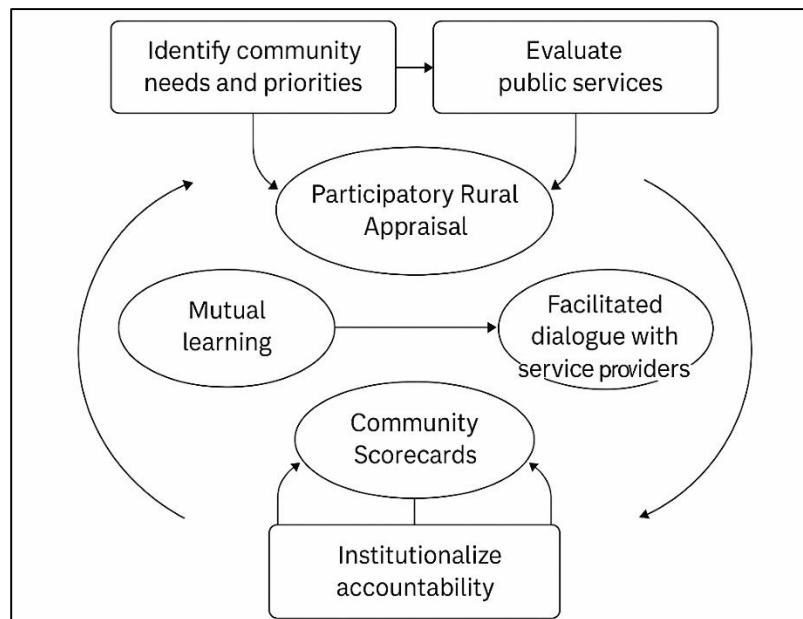 Identify community
needs and priorities
Evaluate
public services
Participatory Rural
Appraisal
Mutual
learning
Facilitated
dialogue with
service providers
Community
Scorecards
Institutionalize
accountability